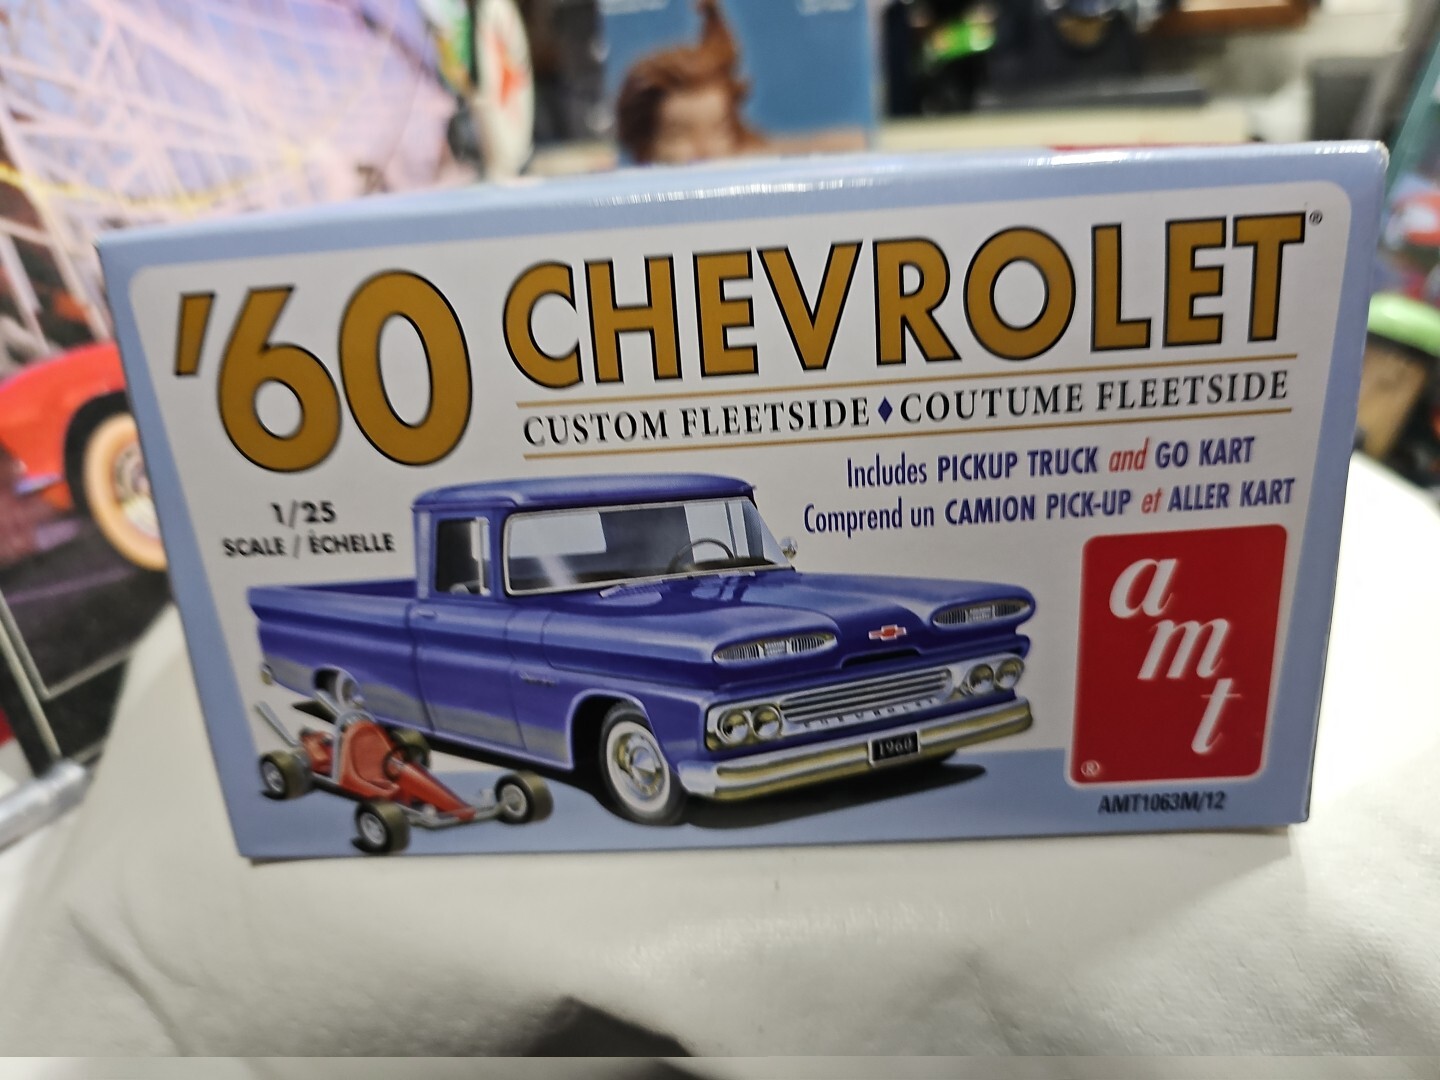 '60 CHEVROLET®
CUSTOM FLEETSIDE ♦ COUTUME FLEETSIDE
Includes PICKUP TRUCK and GO KART
Comprend un CAMION PICK-UP et ALLER KART
1/25
SCALE / ÉCHELLE
CHEVROLET
1960
amt
®
AMT1063M/12